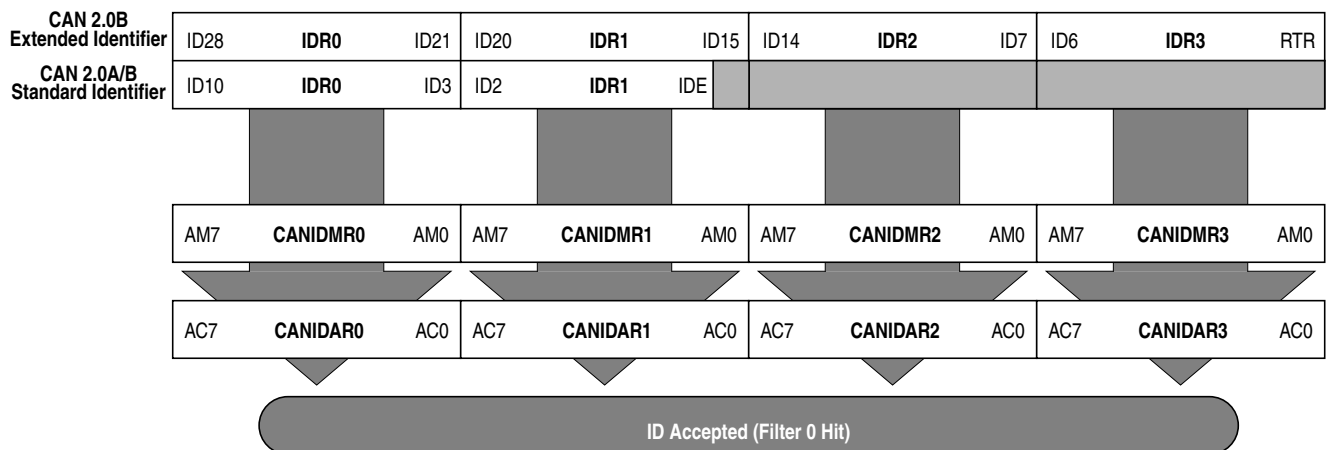 CAN 2.0B
Extended Identifier
ID28 IDR0 ID21 ID20 IDR1 ID15 ID14 IDR2 ID7 ID6 IDR3 RTR
CAN 2.0A/B
Standard Identifier
ID10 IDR0 ID3 ID2 IDR1 IDE
AM7 CANIDMR0 AM0 AM7 CANIDMR1 AM0 AM7 CANIDMR2 AM0 AM7 CANIDMR3 AM0
AC7 CANIDAR0 AC0 AC7 CANIDAR1 AC0 AC7 CANIDAR2 AC0 AC7 CANIDAR3 AC0
ID Accepted (Filter 0 Hit)